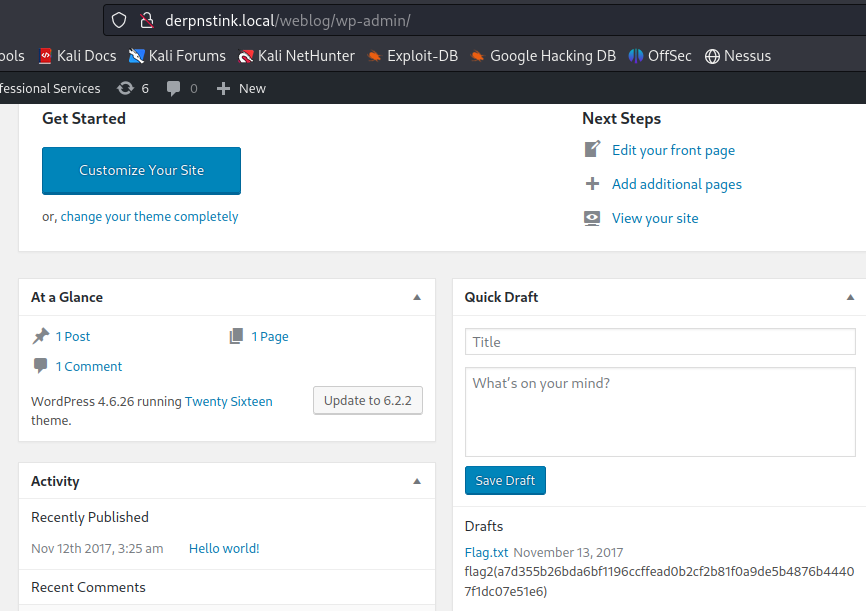 derpnstink.local/weblog/wp-admin/
ools Kali Docs Kali Forums Kali NetHunter Exploit-DB Google Hacking DB OffSec Nessus
fessional Services 6 0 New
Get Started
Customize Your Site
or, change your theme completely
Next Steps
Edit your front page
Add additional pages
View your site
At a Glance
1 Post
1 Page
1 Comment
WordPress 4.6.26 running Twenty Sixteen
theme.
Update to 6.2.2
Activity
Recently Published
Nov 12th 2017, 3:25 am Hello world!
Recent Comments
Quick Draft
Title
What's on your mind?
Save Draft
Drafts
Flag.txt November 13, 2017
flag2(a7d355b26bda6bf1196ccffead0b2cf2b81f0a9de5b4876b4440
7f1dc07e51e6)